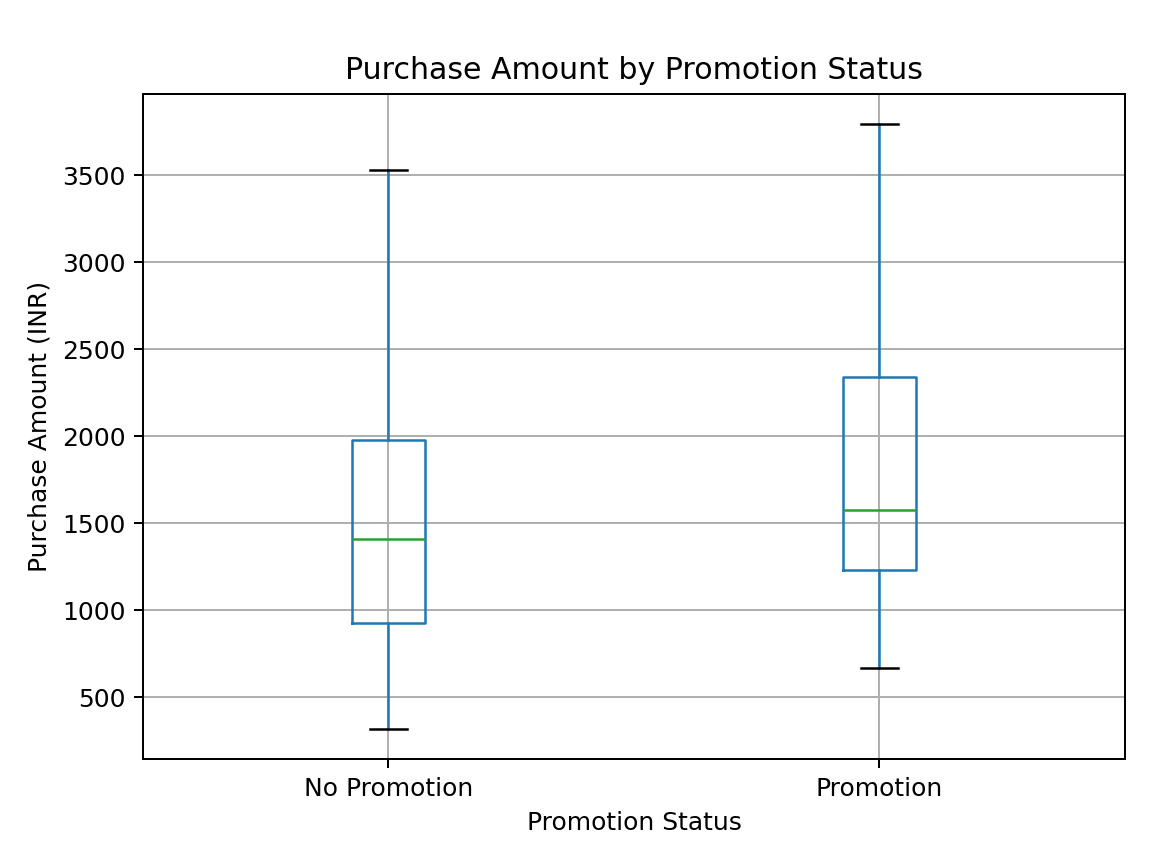 Purchase Amount by Promotion Status
Purchase Amount (INR)
3500
3000
2500
2000
1500
1000
500
No Promotion
Promotion
Promotion Status